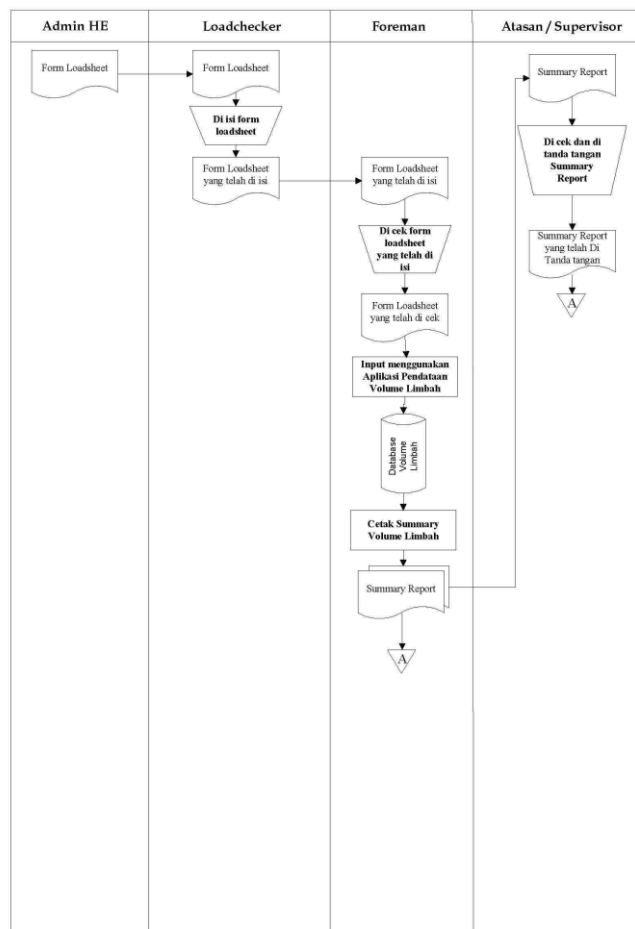 Admin HE
Loadchecker
Foreman
Atasan / Supervisor
Form Loadsheet
Form Loadsheet
Di isi form
loadsheet
Form Loadsheet
yang telah di isi
Form Loadsheet
yang telah di isi
Di cek form
loadsheet
yang telah di
isi
Form Loadsheet
yang telah di cek
Input menggunakan
Aplikasi Pendataan
Volume Limbah
Database
Volume
Limbah
Cetak Summary
Volume Limbah
Summary Report
A
Summary Report
Di cek dan di
tanda tangan
Summary
Report
Summary Report
yang telah Di
Tanda tangan
A